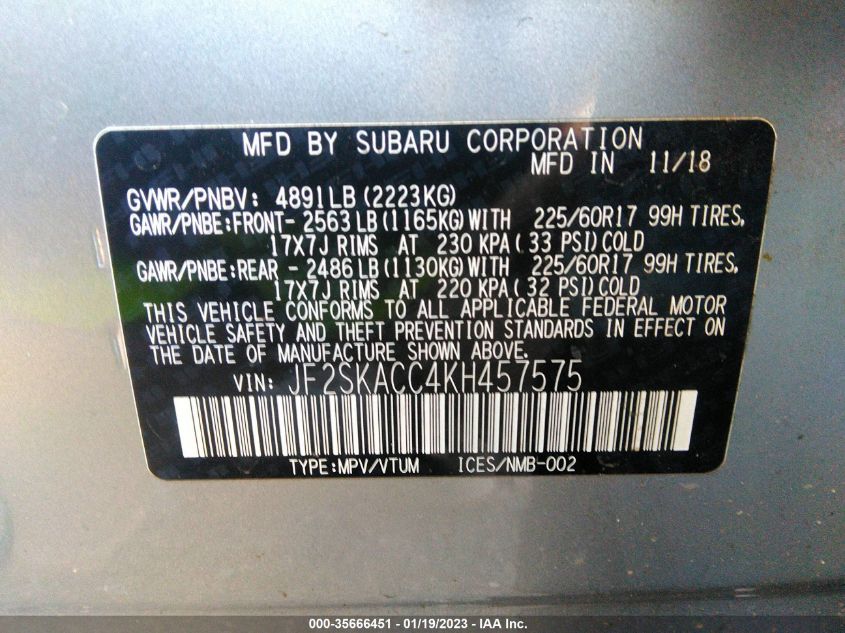 MFD BY SUBARU CORPORATION
MFD IN 11/18
GVWR/PNBV: 4891LB (2223KG)
GAWR/PNBE:FRONT- 2563LB (1165KG) WITH 225/60R17 99H TIRES,
17X7J RIMS AT 230 KPA ( 33 PSI) COLD
GAWR/PNBE:REAR - 2486LB (1130KG) WITH 225/60R17 99H TIRES,
17X7J RIMS AT 220 KPA ( 32 PSI) COLD
THIS VEHICLE CONFORMS TO ALL APPLICABLE FEDERAL MOTOR
VEHICLE SAFETY AND THEFT PREVENTION STANDARDS IN EFFECT ON
THE DATE OF MANUFACTURE SHOWN ABOVE.
VIN: JF2SKACC4KH457575
TYPE:MPV/VTUM ICES/NMB-002
000-35666451 - 01/19/2023 - IAA Inc.